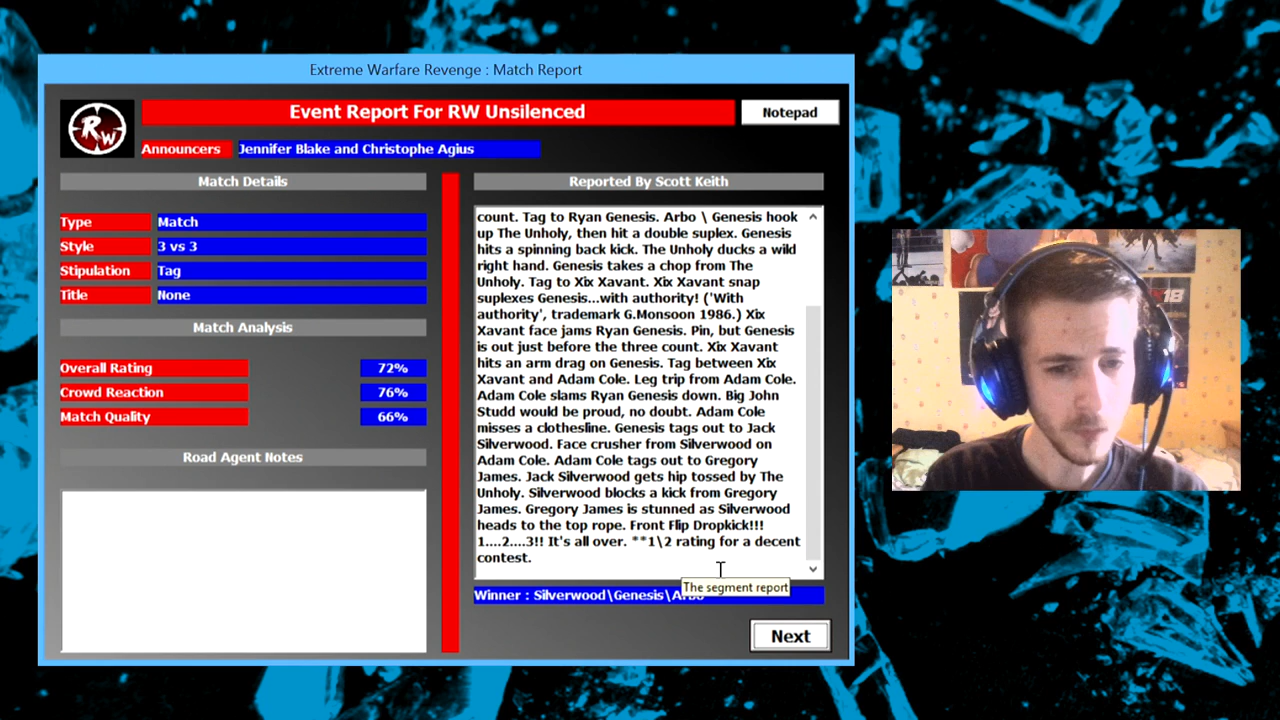 Extreme Warfare Revenge : Match Report
RW
Event Report For RW Unsilenced
Notepad
Announcers
Jennifer Blake and Christophe Agius
Match Details
Reported By Scott Keith
Type
Match
Style
3 vs 3
Stipulation
Tag
Title
None
Match Analysis
Overall Rating
72%
Crowd Reaction
76%
Match Quality
66%
Road Agent Notes
count. Tag to Ryan Genesis. Arbo \ Genesis hook
up The Unholy, then hit a double suplex. Genesis
hits a spinning back kick. The Unholy ducks a wild
right hand. Genesis takes a chop from The
Unholy. Tag to Xix Xavant. Xix Xavant snap
suplexes Genesis...with authority! ('With
authority', trademark G.Monsoon 1986.) Xix
Xavant face jams Ryan Genesis. Pin, but Genesis
is out just before the three count. Xix Xavant
hits an arm drag on Genesis. Tag between Xix
Xavant and Adam Cole. Leg trip from Adam Cole.
Adam Cole slams Ryan Genesis down. Big John
Studd would be proud, no doubt. Adam Cole
misses a clothesline. Genesis tags out to Jack
Silverwood. Face crusher from Silverwood on
Adam Cole. Adam Cole tags out to Gregory
James. Jack Silverwood gets hip tossed by The
Unholy. Silverwood blocks a kick from Gregory
James. Gregory James is stunned as Silverwood
heads to the top rope. Front Flip Dropkick!!!
1....2....3!! It's all over. **1\2 rating for a decent
contest.
The segment report
Winner : Silverwood\Genesis\Arbo
Next
18